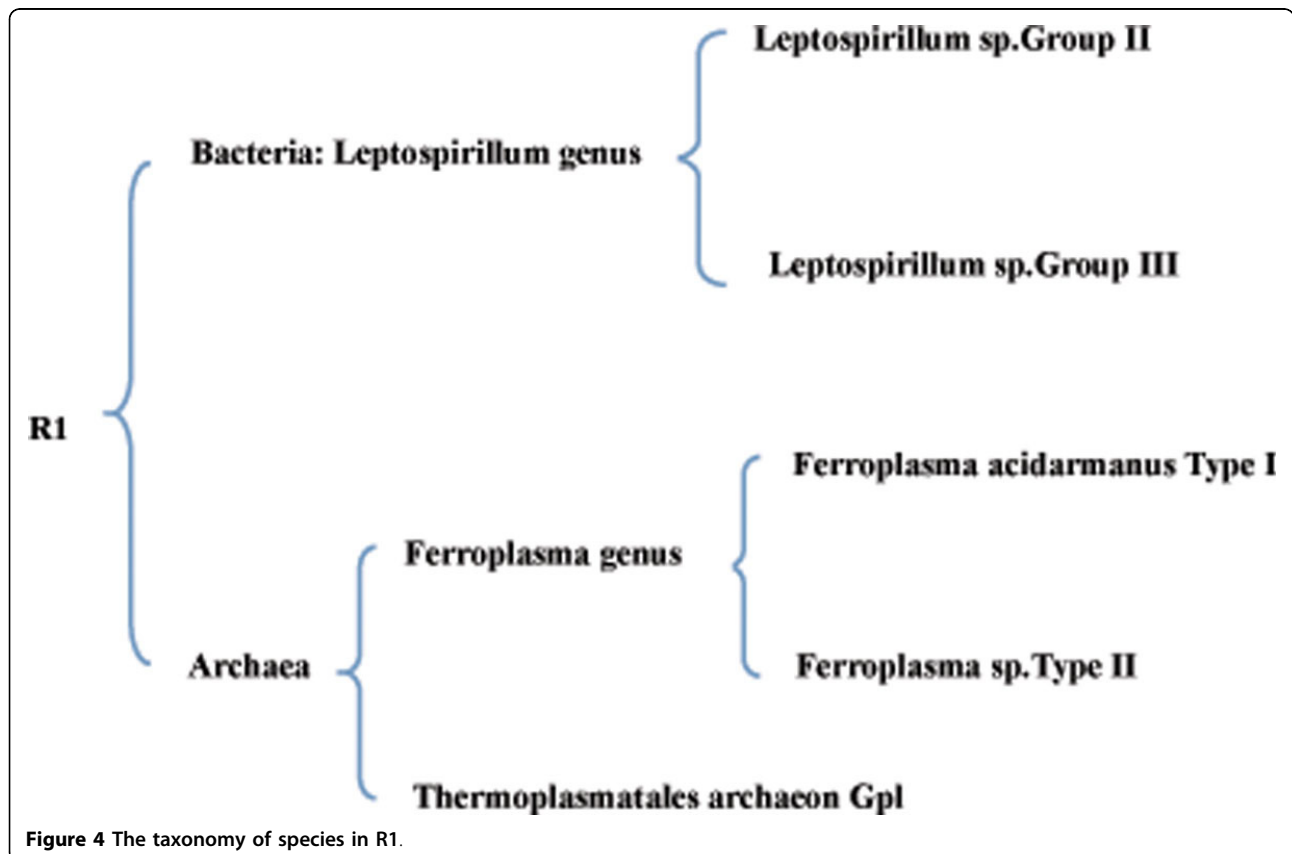 Leptospirillum sp.Group II
Bacteria: Leptospirillum genus
Leptospirillum sp.Group III
R1
Ferroplasma acidarmanus Type I
Ferroplasma genus
Archaea
Ferroplasma sp.Type II
Thermoplasmatales archaeon Gpl
Figure 4 The taxonomy of species in R1.